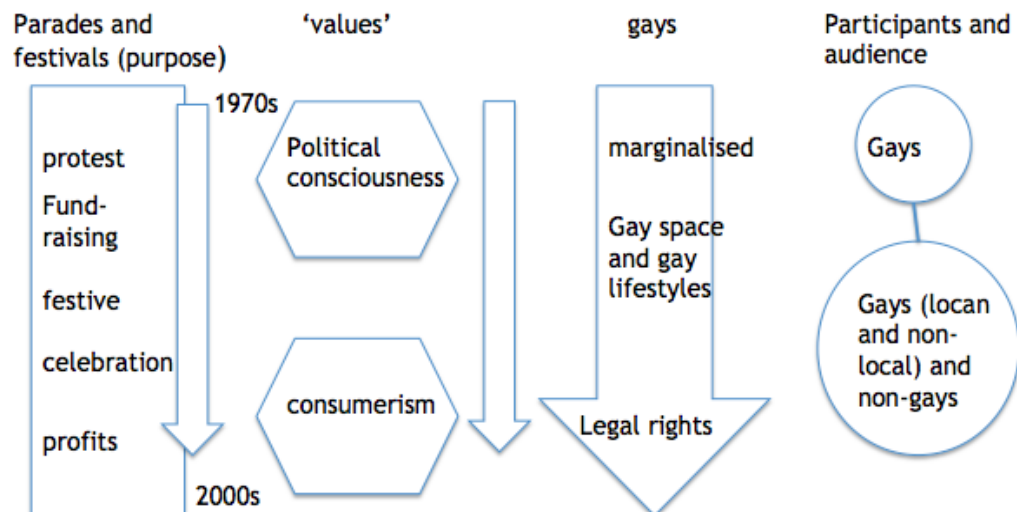 Parades and
festivals (purpose)
'values'
gays
Participants and
audience
1970s
protest
Fund-
raising
festive
celebration
profits
2000s
Political
consciousness
consumerism
marginalised
Gay space
and gay
lifestyles
Legal rights
Gays
Gays (locan
and non-
local) and
non-gays